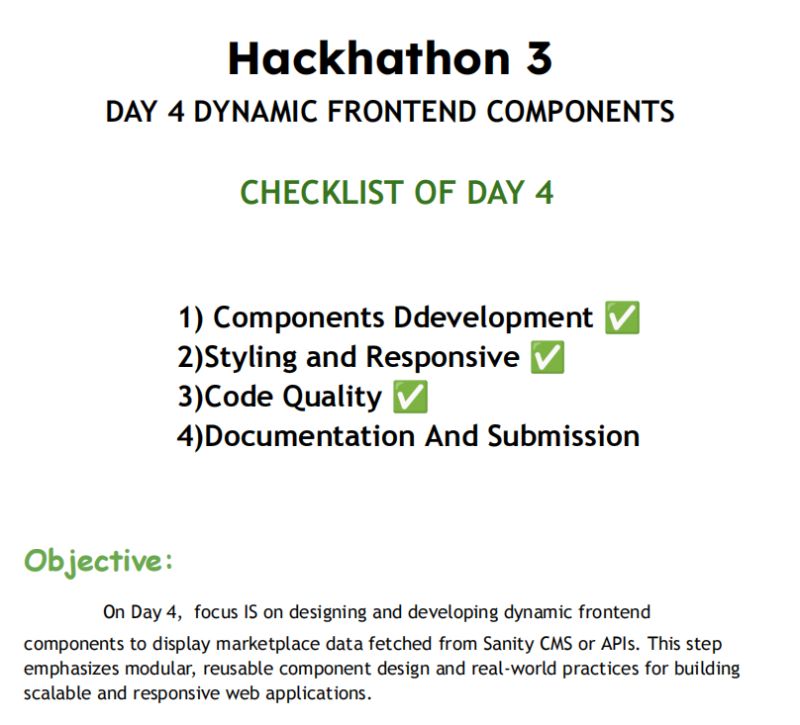 Hackhathon 3
DAY 4 DYNAMIC FRONTEND COMPONENTS
CHECKLIST OF DAY 4
1) Components Ddevelopment ✅
2)Styling and Responsive ✅
3)Code Quality ✅
4)Documentation And Submission
Objective:
On Day 4, focus IS on designing and developing dynamic frontend
components to display marketplace data fetched from Sanity CMS or APIs. This step
emphasizes modular, reusable component design and real-world practices for building
scalable and responsive web applications.